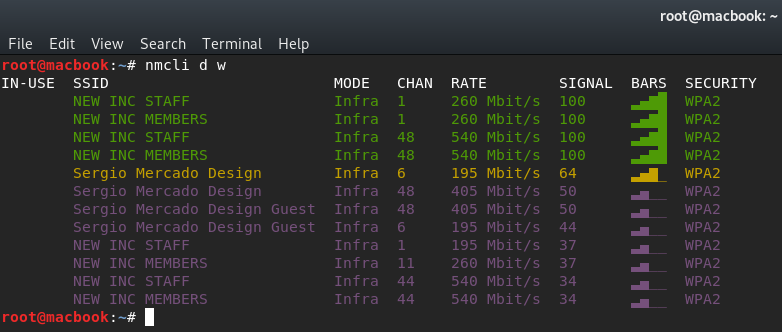 root@macbook: ~
File Edit View Search Terminal Help
root@macbook:~# nmcli d w
IN-USE SSID MODE CHAN RATE SIGNAL BARS SECURITY
NEW INC STAFF Infra 1 260 Mbit/s 100 WPA2
NEW INC MEMBERS Infra 1 260 Mbit/s 100 WPA2
NEW INC STAFF Infra 48 540 Mbit/s 100 WPA2
NEW INC MEMBERS Infra 48 540 Mbit/s 100 WPA2
Sergio Mercado Design Infra 6 195 Mbit/s 64 WPA2
Sergio Mercado Design Infra 48 405 Mbit/s 50 WPA2
Sergio Mercado Design Guest Infra 48 405 Mbit/s 50 WPA2
Sergio Mercado Design Guest Infra 6 195 Mbit/s 44 WPA2
NEW INC STAFF Infra 1 195 Mbit/s 37 WPA2
NEW INC MEMBERS Infra 11 260 Mbit/s 37 WPA2
NEW INC STAFF Infra 44 540 Mbit/s 34 WPA2
NEW INC MEMBERS Infra 44 540 Mbit/s 34 WPA2
root@macbook:~#